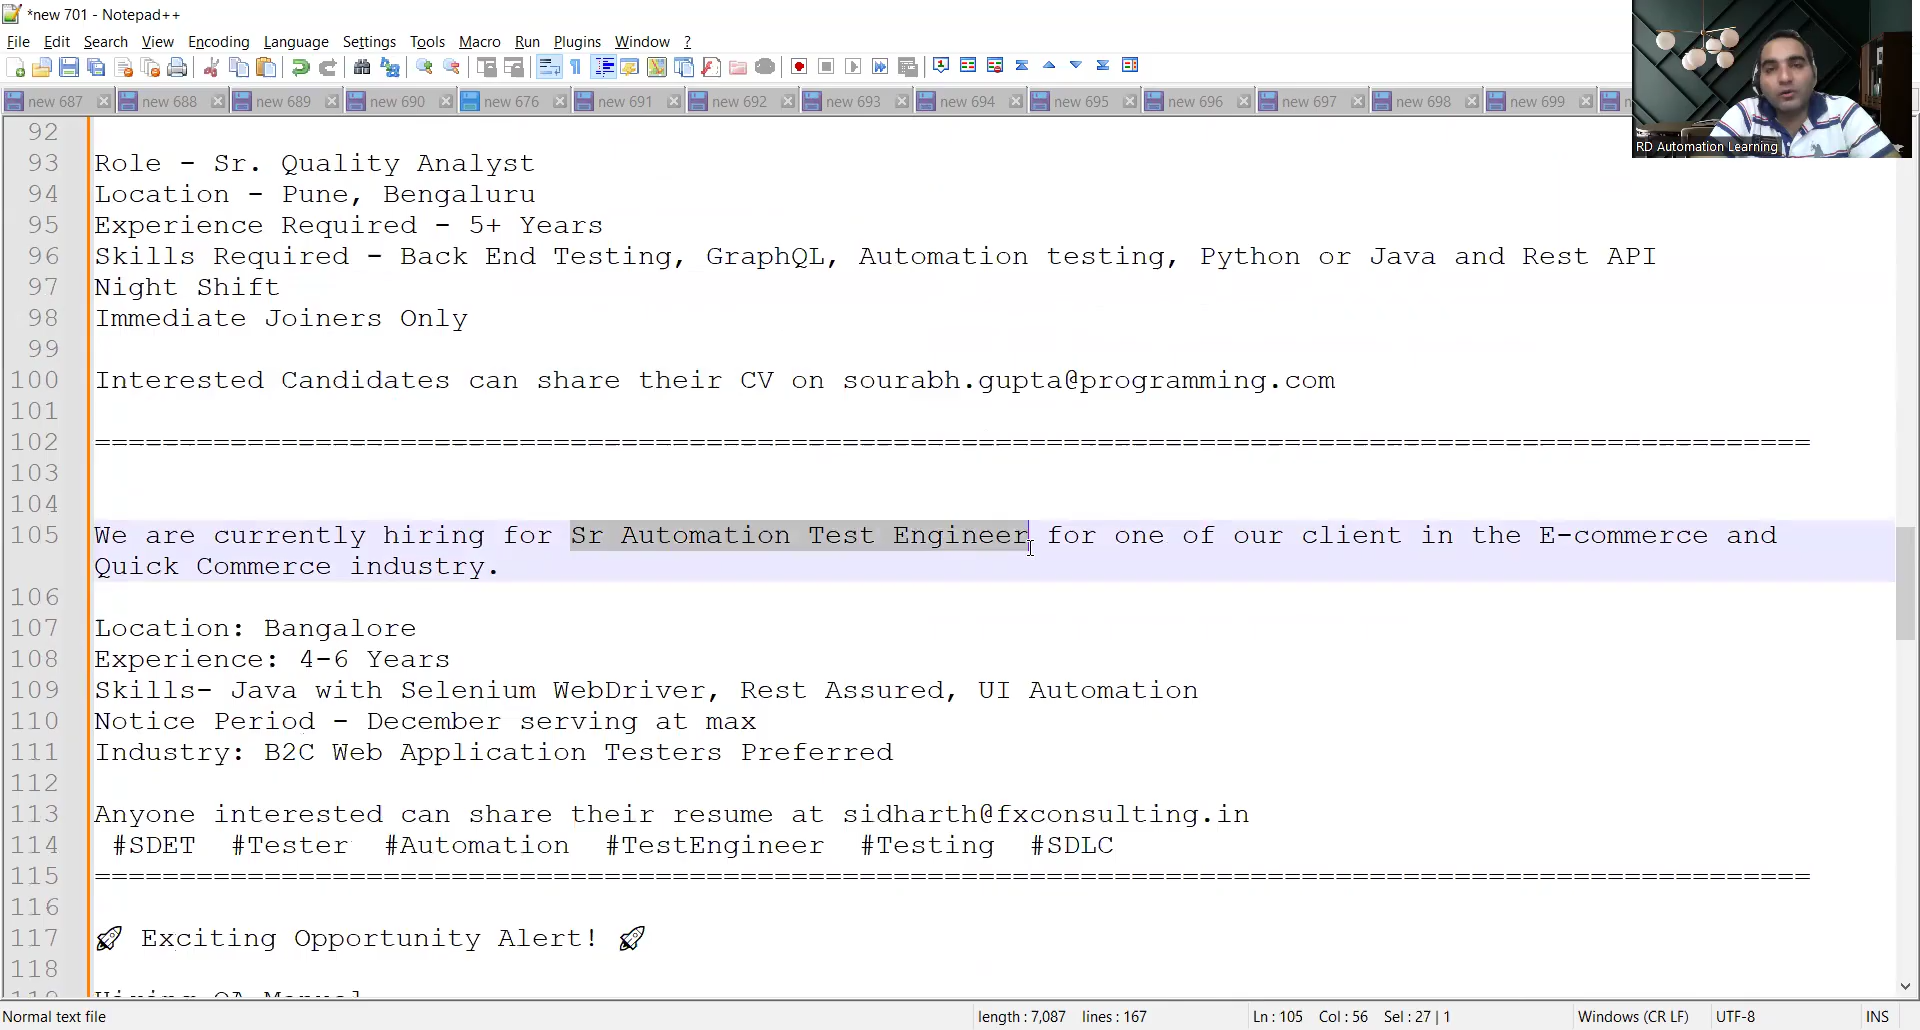 *new 701 - Notepad++
File Edit Search View Encoding Language Settings Tools Macro Run Plugins Window ?
new 687 new 688 new 689 new 690 new 676 new 691 new 692 new 693 new 694 new 695 new 696 new 697 new 698 new 699
RD Automation Learning
92
93 Role - Sr. Quality Analyst
94 Location - Pune, Bengaluru
95 Experience Required - 5+ Years
96 Skills Required - Back End Testing, GraphQL, Automation testing, Python or Java and Rest API
97 Night Shift
98 Immediate Joiners Only
99
100 Interested Candidates can share their CV on sourabh.gupta@programming.com
101
102 =====================================================================================================
103
104
105 We are currently hiring for Sr Automation Test Engineer for one of our client in the E-commerce and
Quick Commerce industry.
106
107 Location: Bangalore
108 Experience: 4-6 Years
109 Skills- Java with Selenium WebDriver, Rest Assured, UI Automation
110 Notice Period - December serving at max
111 Industry: B2C Web Application Testers Preferred
112
113 Anyone interested can share their resume at sidharth@fxconsulting.in
114 #SDET #Tester #Automation #TestEngineer #Testing #SDLC
115 =====================================================================================================
116
117 🚀 Exciting Opportunity Alert! 🚀
118
119 Hiring QA Manual
Normal text file length : 7,087 lines : 167 Ln : 105 Col : 56 Sel : 27 | 1 Windows (CR LF) UTF-8 INS